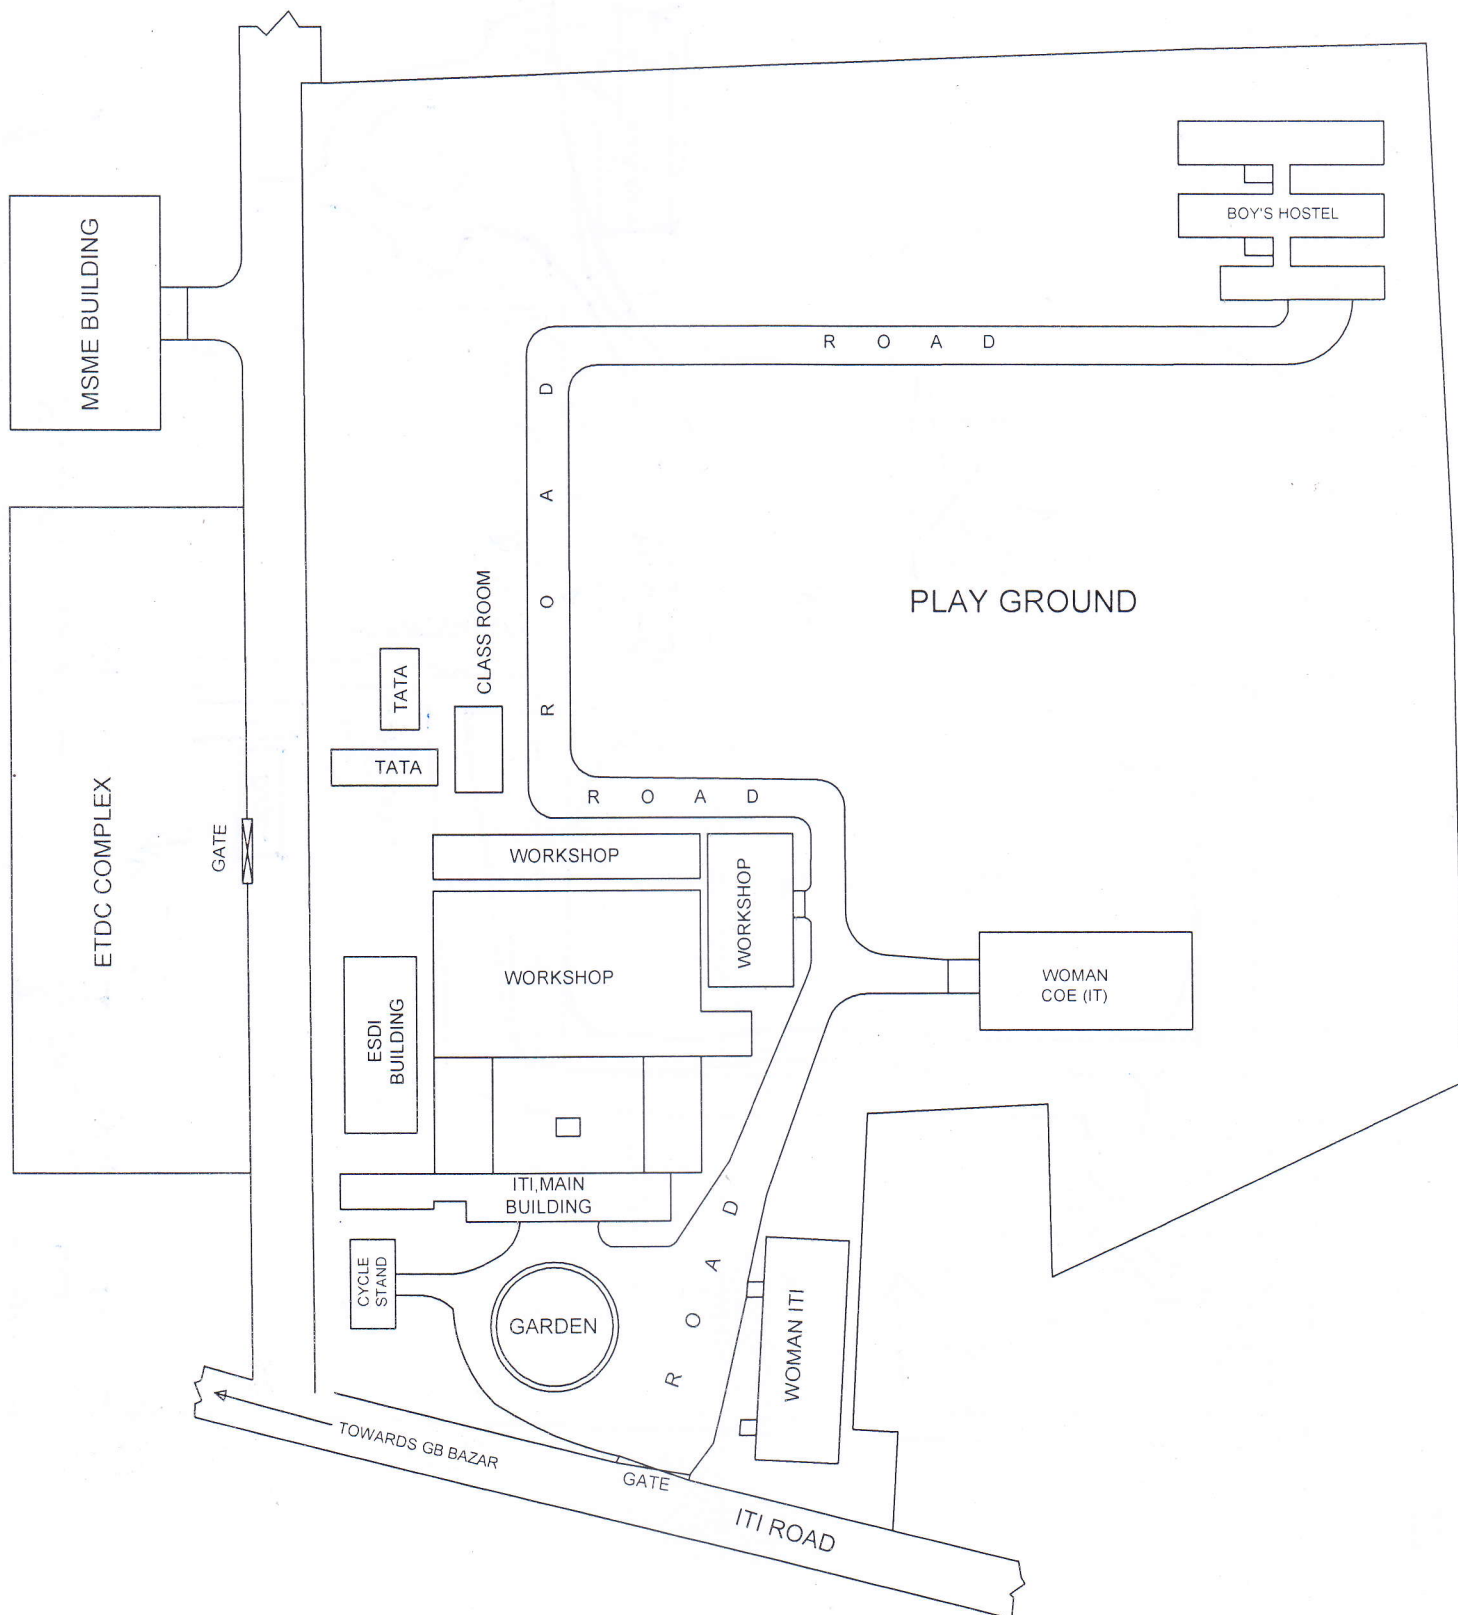 BOY'S HOSTEL
MSME BUILDING
R O A D
R O A D
PLAY GROUND
CLASS ROOM
TATA
TATA
R O A D
ETDC COMPLEX
GATE
WORKSHOP
WORKSHOP
WORKSHOP
WOMAN
COE (IT)
ESDI
BUILDING
ITI,MAIN
BUILDING
R O A D
CYCLE
STAND
GARDEN
WOMAN ITI
TOWARDS GB BAZAR
GATE
ITI ROAD